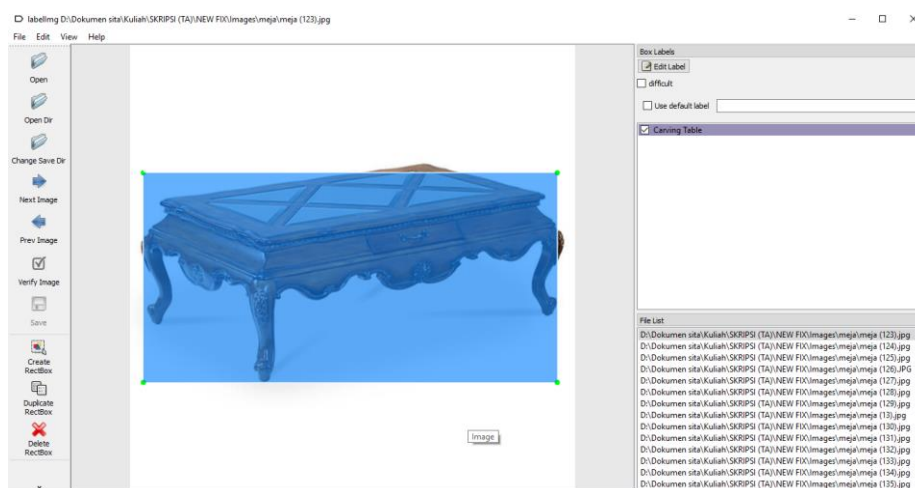 labelImg D:\Dokumen sita\Kuliah\SKRIPSI (TA)\NEW FIX\Images\meja\meja (123).jpg
File Edit View Help
Open
Open Dir
Change Save Dir
Next Image
Prev Image
Verify Image
Save
Create
RectBox
Duplicate
RectBox
Delete
RectBox
Image
Box Labels
Edit Label
difficult
Use default label
Carving Table
File List
D:\Dokumen sita\Kuliah\SKRIPSI (TA)\NEW FIX\Images\meja\meja (123).jpg
D:\Dokumen sita\Kuliah\SKRIPSI (TA)\NEW FIX\Images\meja\meja (124).jpg
D:\Dokumen sita\Kuliah\SKRIPSI (TA)\NEW FIX\Images\meja\meja (125).jpg
D:\Dokumen sita\Kuliah\SKRIPSI (TA)\NEW FIX\Images\meja\meja (126).JPG
D:\Dokumen sita\Kuliah\SKRIPSI (TA)\NEW FIX\Images\meja\meja (127).jpg
D:\Dokumen sita\Kuliah\SKRIPSI (TA)\NEW FIX\Images\meja\meja (128).jpg
D:\Dokumen sita\Kuliah\SKRIPSI (TA)\NEW FIX\Images\meja\meja (129).jpg
D:\Dokumen sita\Kuliah\SKRIPSI (TA)\NEW FIX\Images\meja\meja (13).jpg
D:\Dokumen sita\Kuliah\SKRIPSI (TA)\NEW FIX\Images\meja\meja (130).jpg
D:\Dokumen sita\Kuliah\SKRIPSI (TA)\NEW FIX\Images\meja\meja (131).jpg
D:\Dokumen sita\Kuliah\SKRIPSI (TA)\NEW FIX\Images\meja\meja (132).jpg
D:\Dokumen sita\Kuliah\SKRIPSI (TA)\NEW FIX\Images\meja\meja (133).jpg
D:\Dokumen sita\Kuliah\SKRIPSI (TA)\NEW FIX\Images\meja\meja (134).jpg
D:\Dokumen sita\Kuliah\SKRIPSI (TA)\NEW FIX\Images\meja\meja (135).jpg